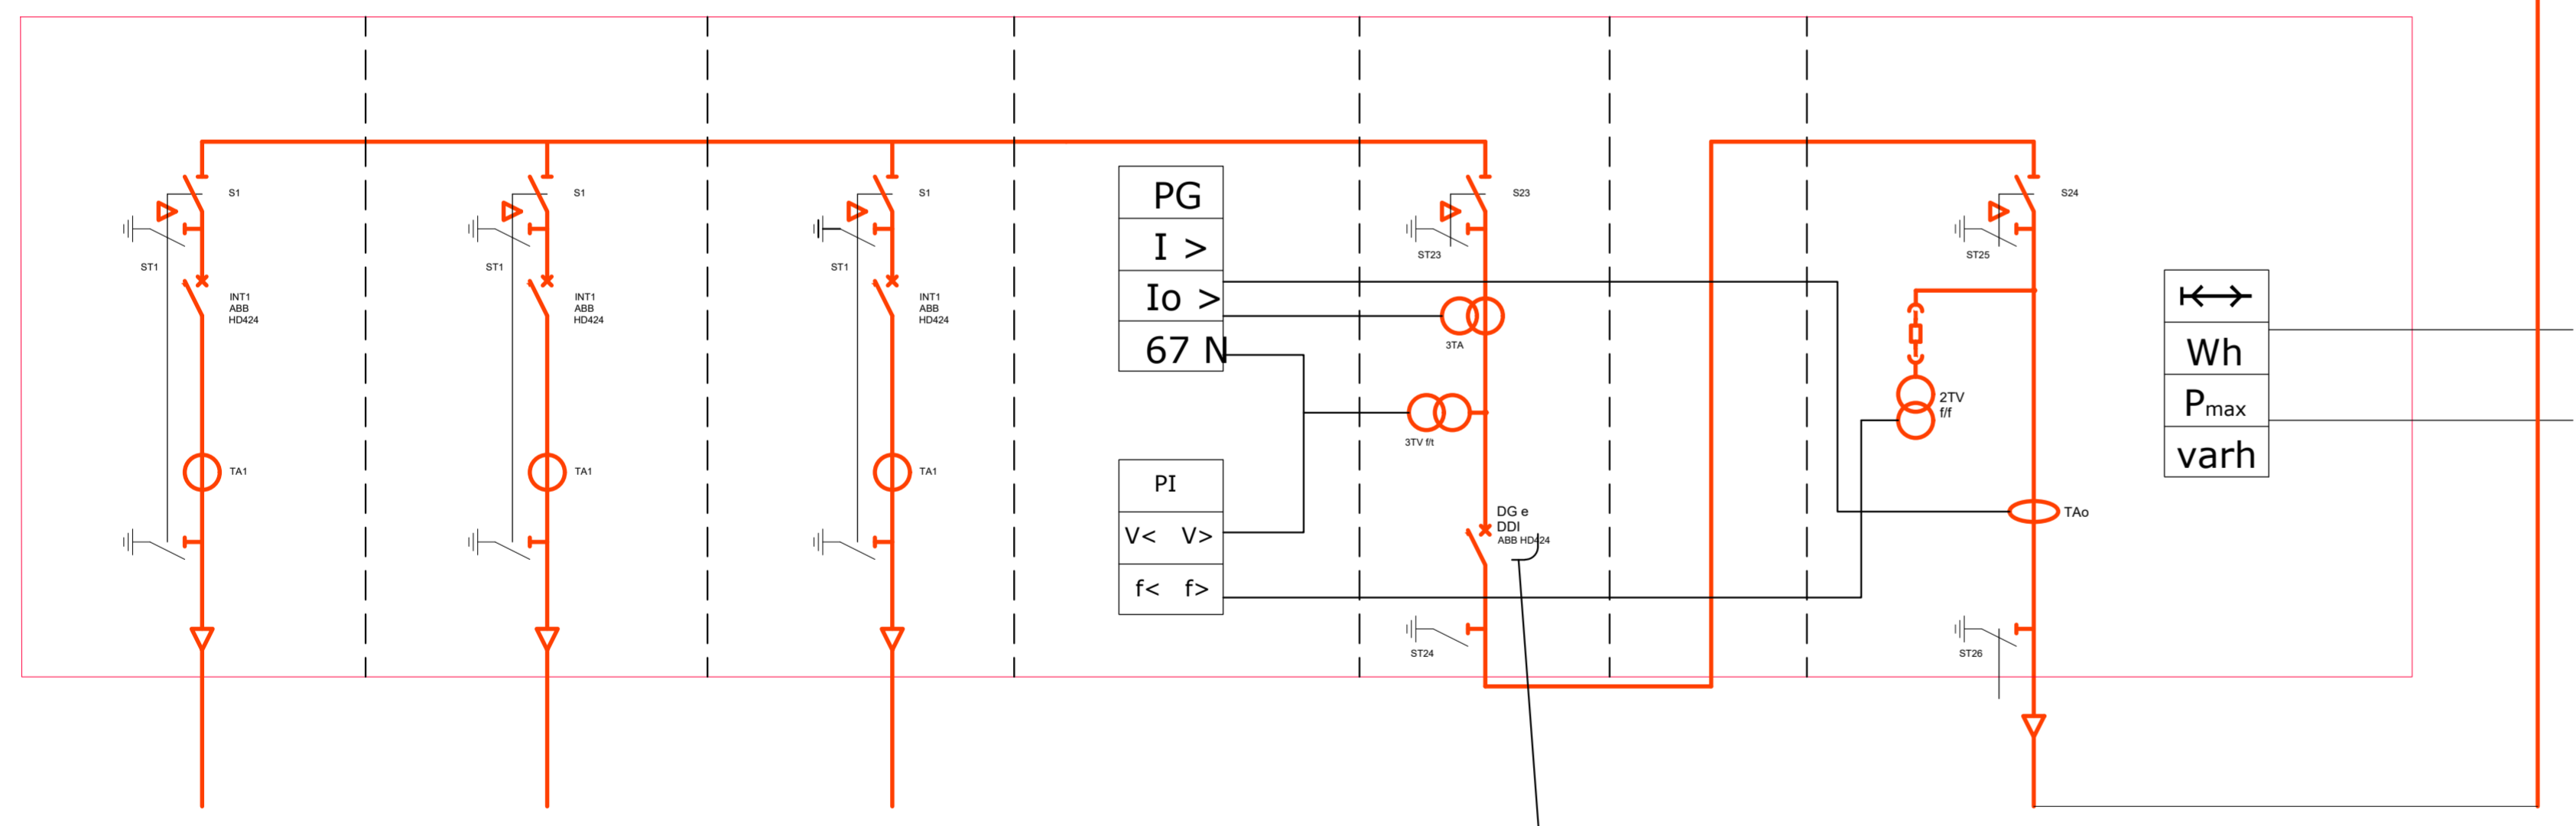 S1
ST1
INT1
ABB
HD424
TA1
S1
ST1
INT1
ABB
HD424
TA1
S1
ST1
INT1
ABB
HD424
TA1
PG
I >
Io >
67 N
PI
V< V>
f< f>
S23
ST23
3TA
3TV f/t
DG e
DDI
ABB HD424
ST24
S24
ST25
2TV
f/f
TAo
ST26
Wh
Pmax
varh